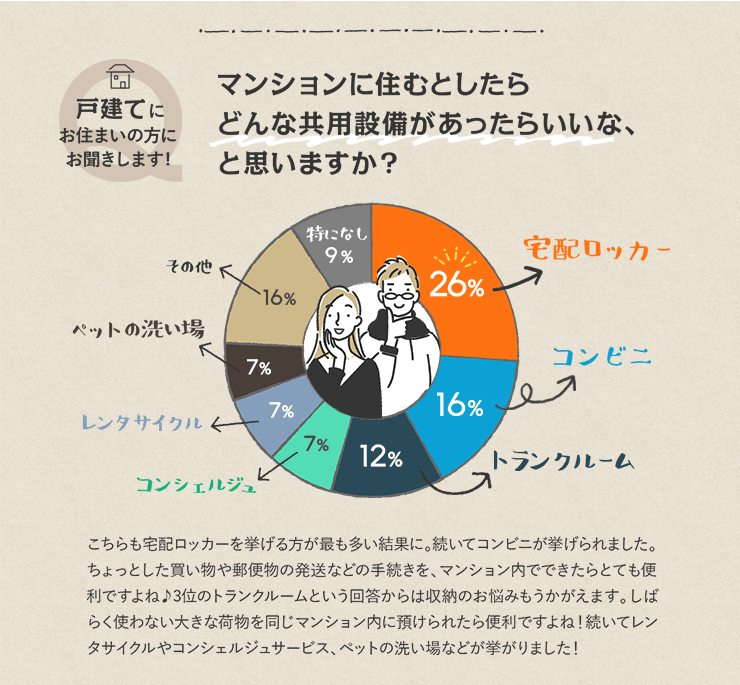 戸建てに
お住まいの方に
お聞きします!
マンションに住むとしたら
どんな共用設備があったらいいな、
と思いますか?
特になし
9%
その他
16%
ペットの洗い場
7%
レンタサイクル
7%
コンシェルジュ
7%
宅配ロッカー
26%
コンビニ
16%
トランクルーム
12%
こちらも宅配ロッカーを挙げる方が最も多い結果に。続いてコンビニが挙げられました。
ちょっとした買い物や郵便物の発送などの手続きを、マンション内でできたらとても便
利ですよね♪3位のトランクルームという回答からは収納のお悩みもうかがえます。しば
らく使わない大きな荷物を同じマンション内に預けられたら便利ですよね!続いてレン
タサイクルやコンシェルジュサービス、ペットの洗い場などが挙がりました!